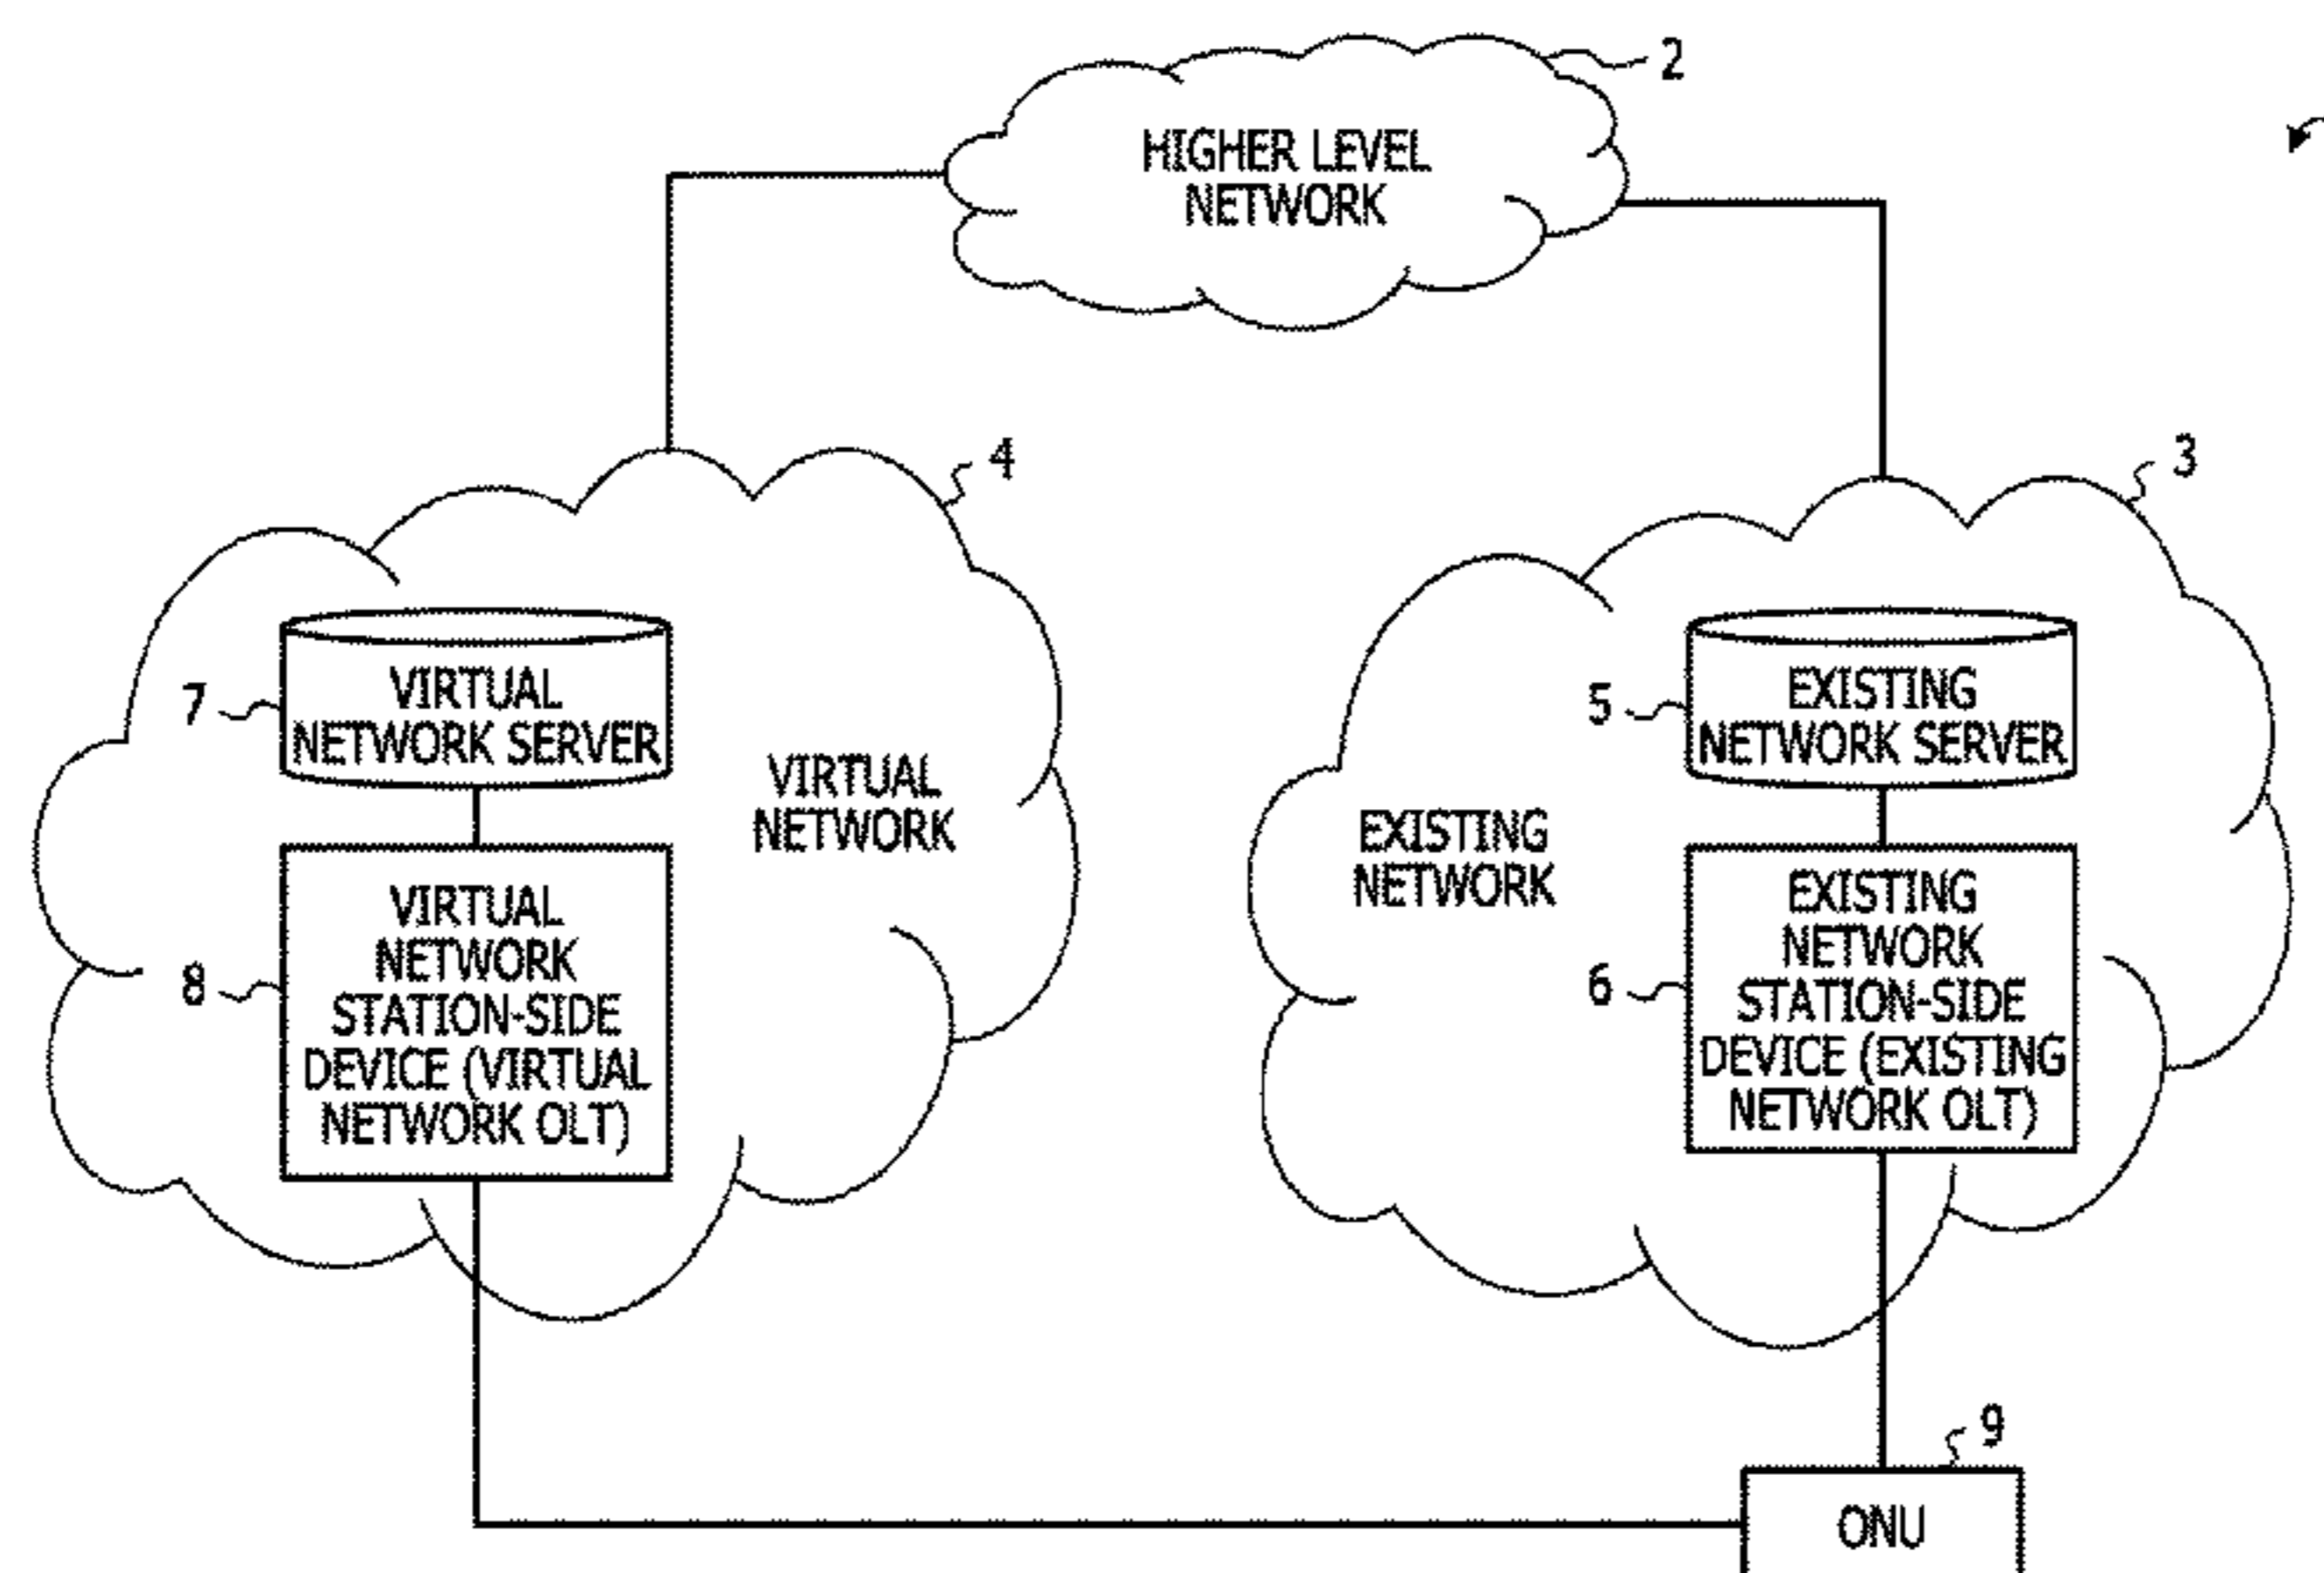 2
HIGHER LEVEL
NETWORK
4
3
7
VIRTUAL
NETWORK SERVER
VIRTUAL
NETWORK
8
VIRTUAL
NETWORK
STATION-SIDE
DEVICE (VIRTUAL
NETWORK OLT)
5
EXISTING
NETWORK SERVER
EXISTING
NETWORK
6
EXISTING
NETWORK
STATION-SIDE
DEVICE (EXISTING
NETWORK OLT)
9
ONU